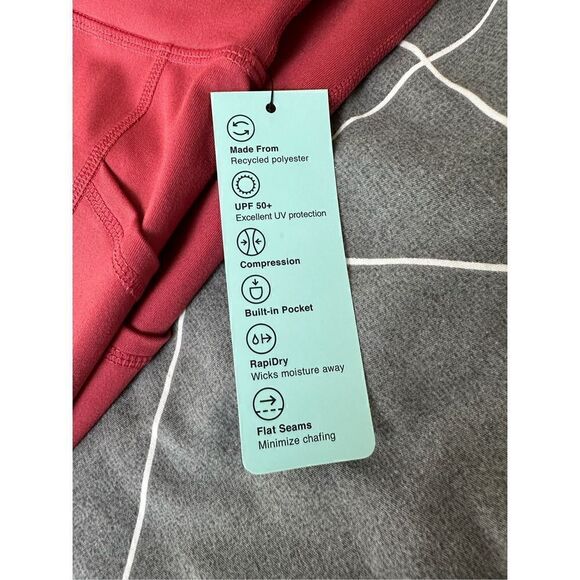 Made From
Recycled polyester
UPF 50+
Excellent UV protection
Compression
Built-in Pocket
RapiDry
Wicks moisture away
Flat Seams
Minimize chafing